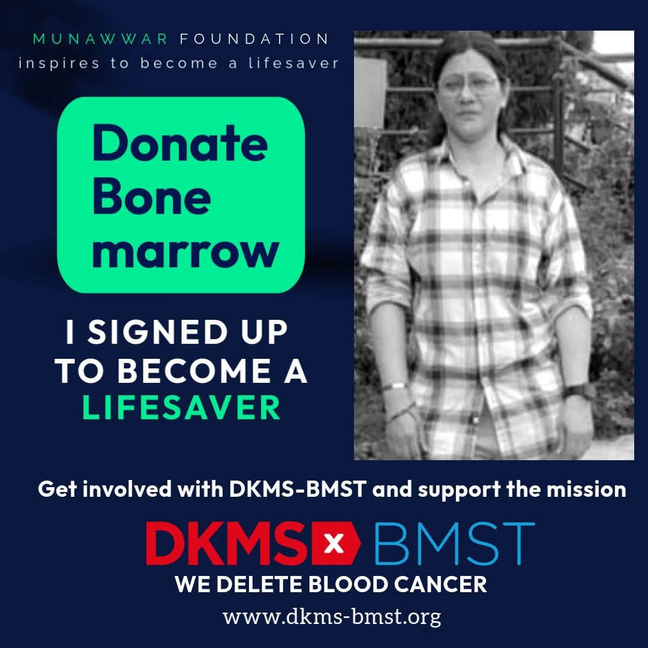 MUNAWWAR FOUNDATION
inspires to become a lifesaver
Donate
Bone
marrow
I SIGNED UP
TO BECOME A
LIFESAVER
Get involved with DKMS-BMST and support the mission
DKMS x BMST
WE DELETE BLOOD CANCER
www.dkms-bmst.org